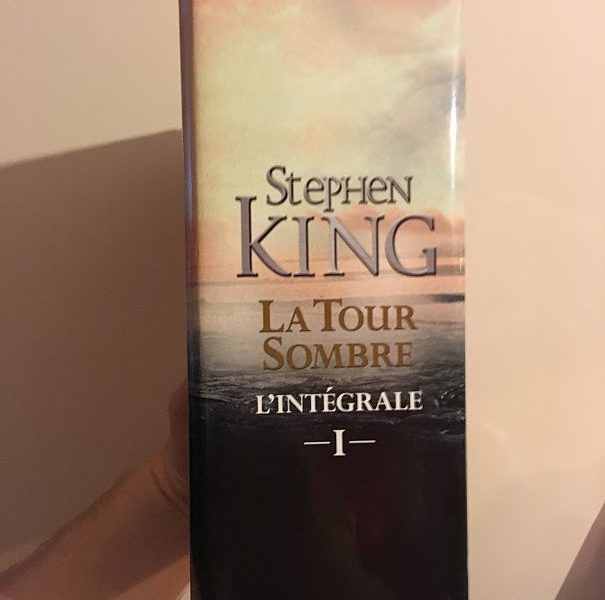 Stephen
KING
LA TOUR
SOMBRE
L'INTÉGRALE
—I—